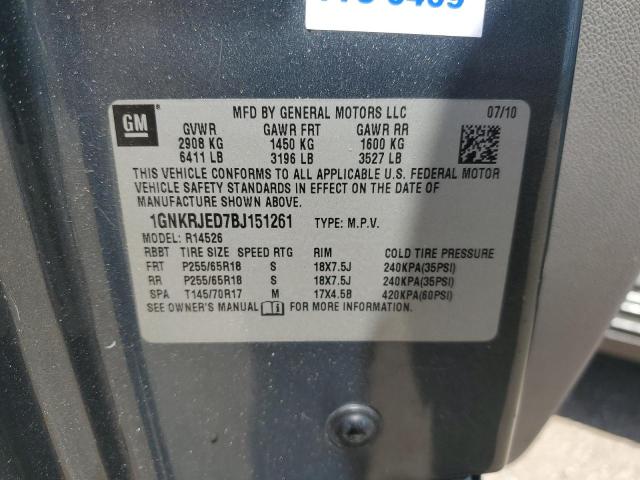 MFD BY GENERAL MOTORS LLC 07/10
GM
GVWR GAWR FRT GAWR RR
2908 KG 1450 KG 1600 KG
6411 LB 3196 LB 3527 LB
THIS VEHICLE CONFORMS TO ALL APPLICABLE U.S. FEDERAL MOTOR
VEHICLE SAFETY STANDARDS IN EFFECT ON THE DATE OF
MANUFACTURE SHOWN ABOVE.
1GNKRJED7BJ151261 TYPE: M.P.V.
MODEL: R14526
RBBT TIRE SIZE SPEED RTG RIM COLD TIRE PRESSURE
FRT P255/65R18 S 18X7.5J 240KPA(35PSI)
RR P255/65R18 S 18X7.5J 240KPA(35PSI)
SPA T145/70R17 M 17X4.5B 420KPA(60PSI)
SEE OWNER'S MANUAL FOR MORE INFORMATION.